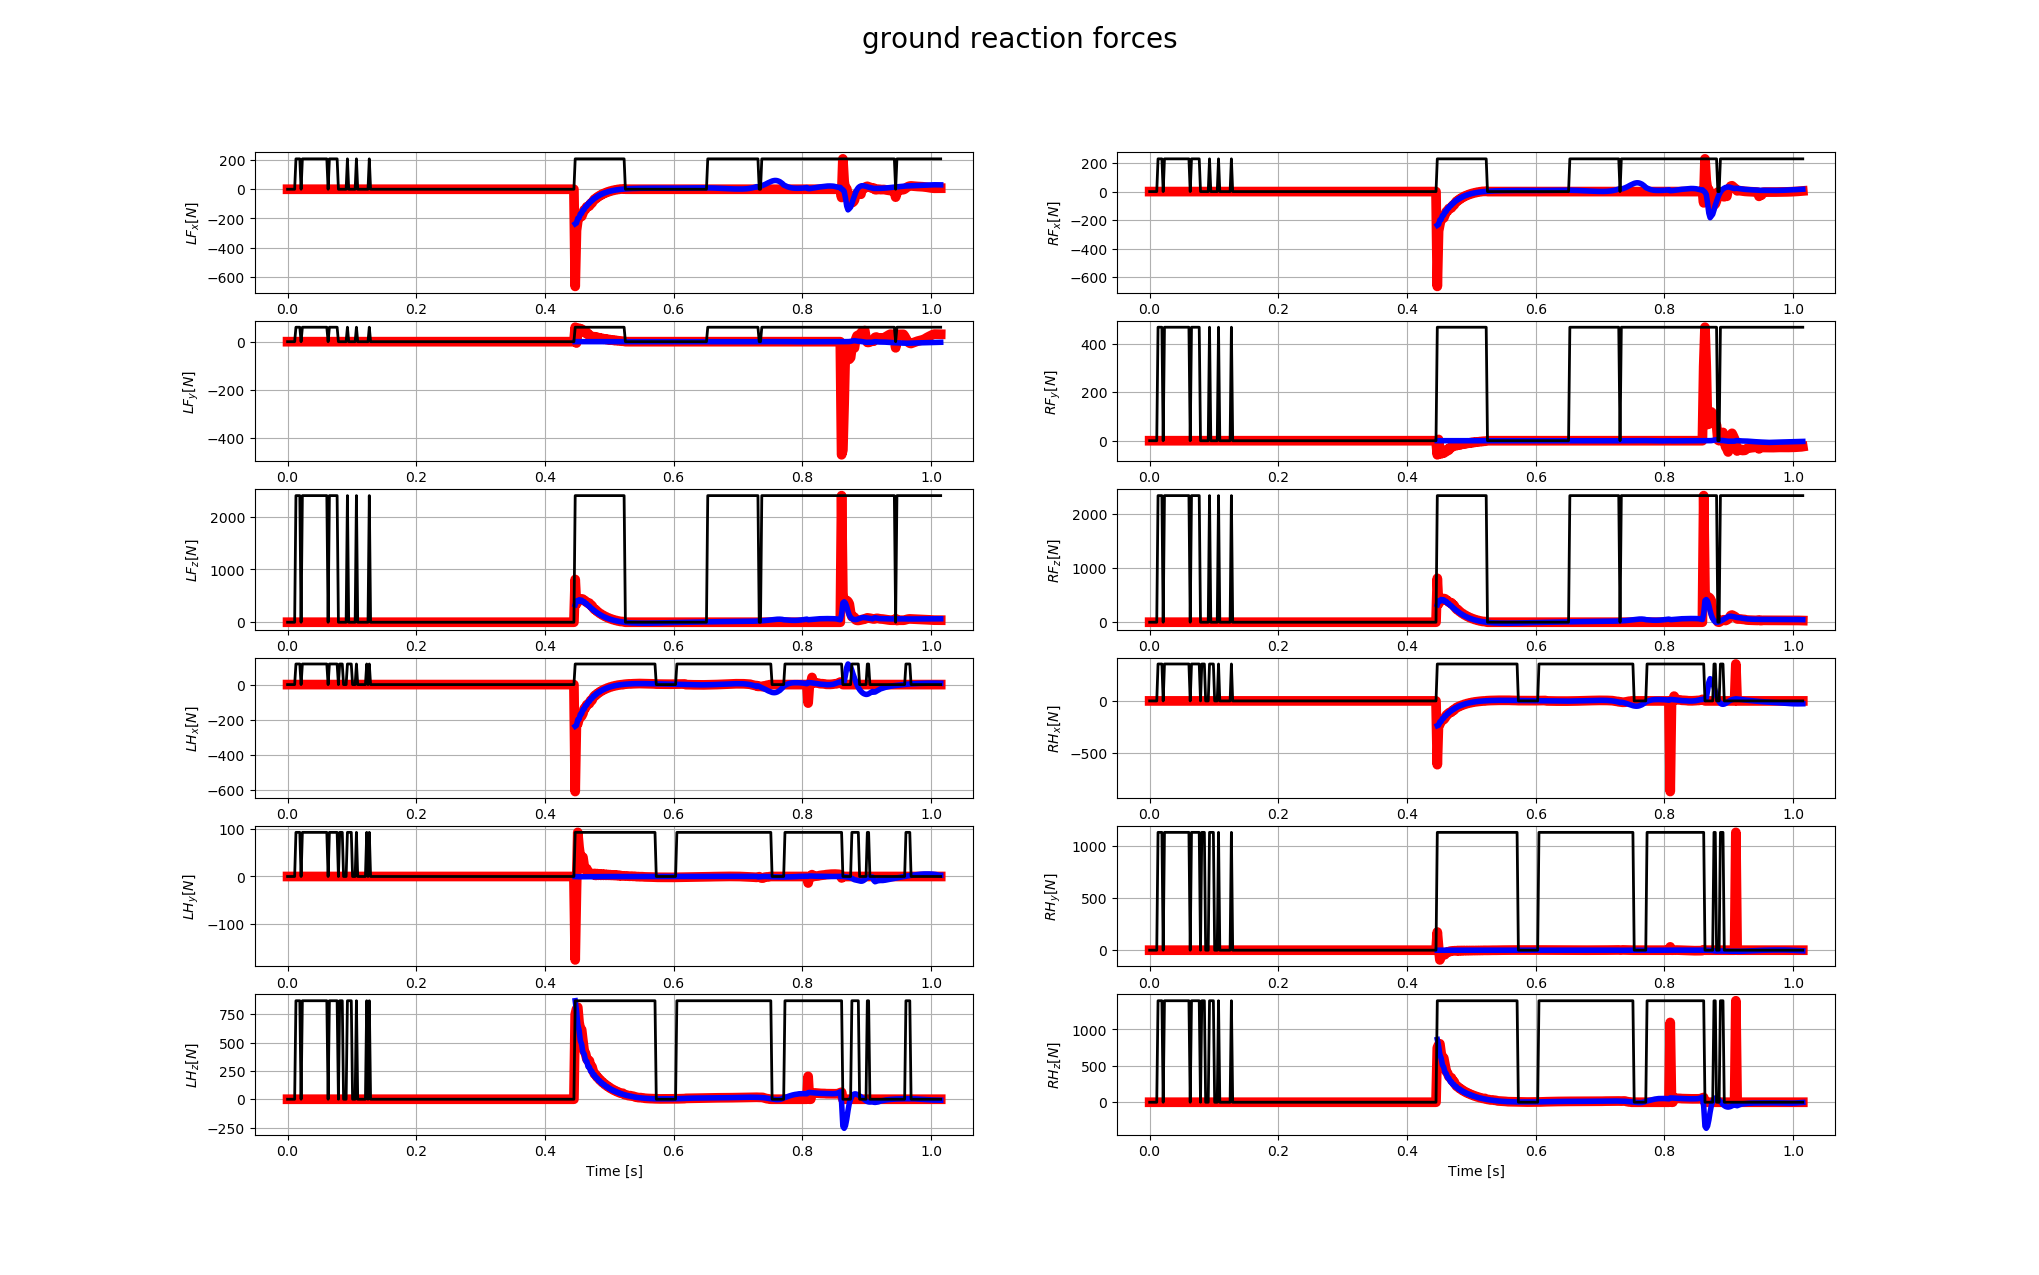 ground reaction forces
LF_x[N]
200
0
−200
−400
−600
0.0 0.2 0.4 0.6 0.8 1.0
RF_x[N]
200
0
−200
−400
−600
0.0 0.2 0.4 0.6 0.8 1.0
LF_y[N]
0
−200
−400
0.0 0.2 0.4 0.6 0.8 1.0
RF_y[N]
400
200
0
0.0 0.2 0.4 0.6 0.8 1.0
LF_z[N]
2000
1000
0
0.0 0.2 0.4 0.6 0.8 1.0
RF_z[N]
2000
1000
0
0.0 0.2 0.4 0.6 0.8 1.0
LH_x[N]
0
−200
−400
−600
0.0 0.2 0.4 0.6 0.8 1.0
RH_x[N]
0
−500
0.0 0.2 0.4 0.6 0.8 1.0
LH_y[N]
100
0
−100
0.0 0.2 0.4 0.6 0.8 1.0
RH_y[N]
1000
500
0
0.0 0.2 0.4 0.6 0.8 1.0
LH_z[N]
750
500
250
0
−250
0.0 0.2 0.4 0.6 0.8 1.0
Time [s]
RH_z[N]
1000
500
0
0.0 0.2 0.4 0.6 0.8 1.0
Time [s]